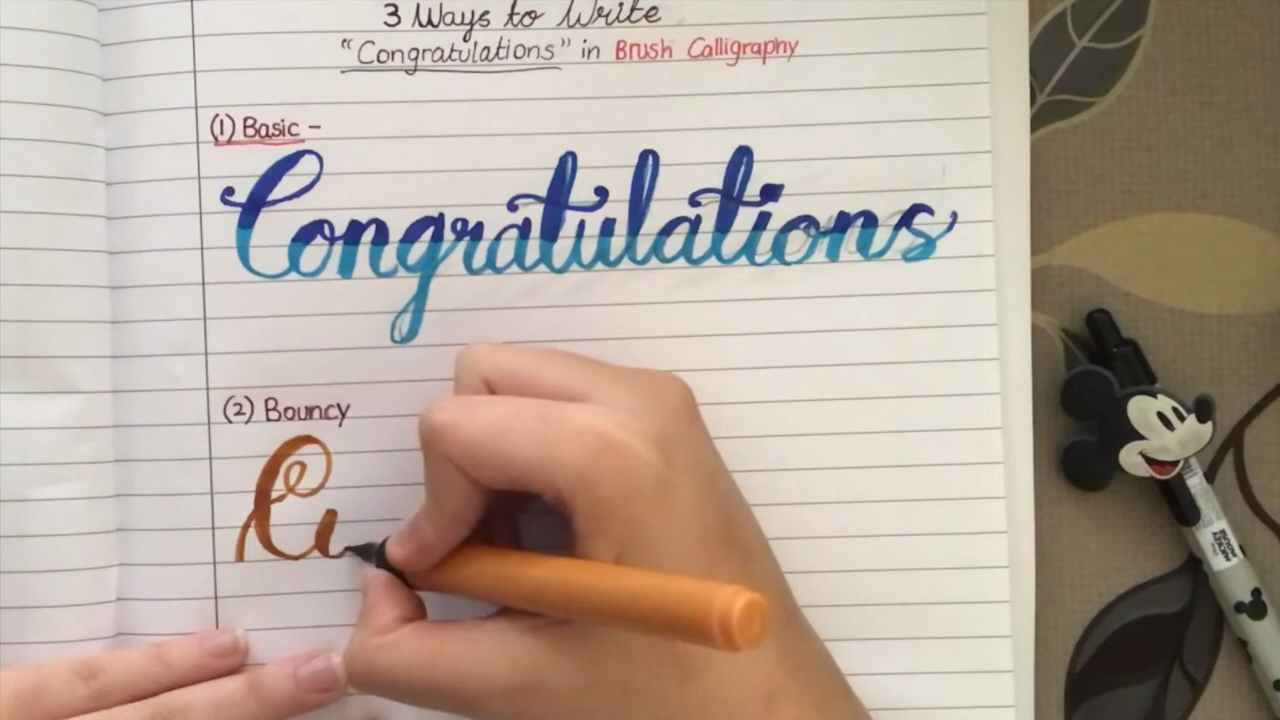 3 Ways to Write
"Congratulations" in Brush Calligraphy
(1) Basic -
Congratulations
(2) Bouncy
C